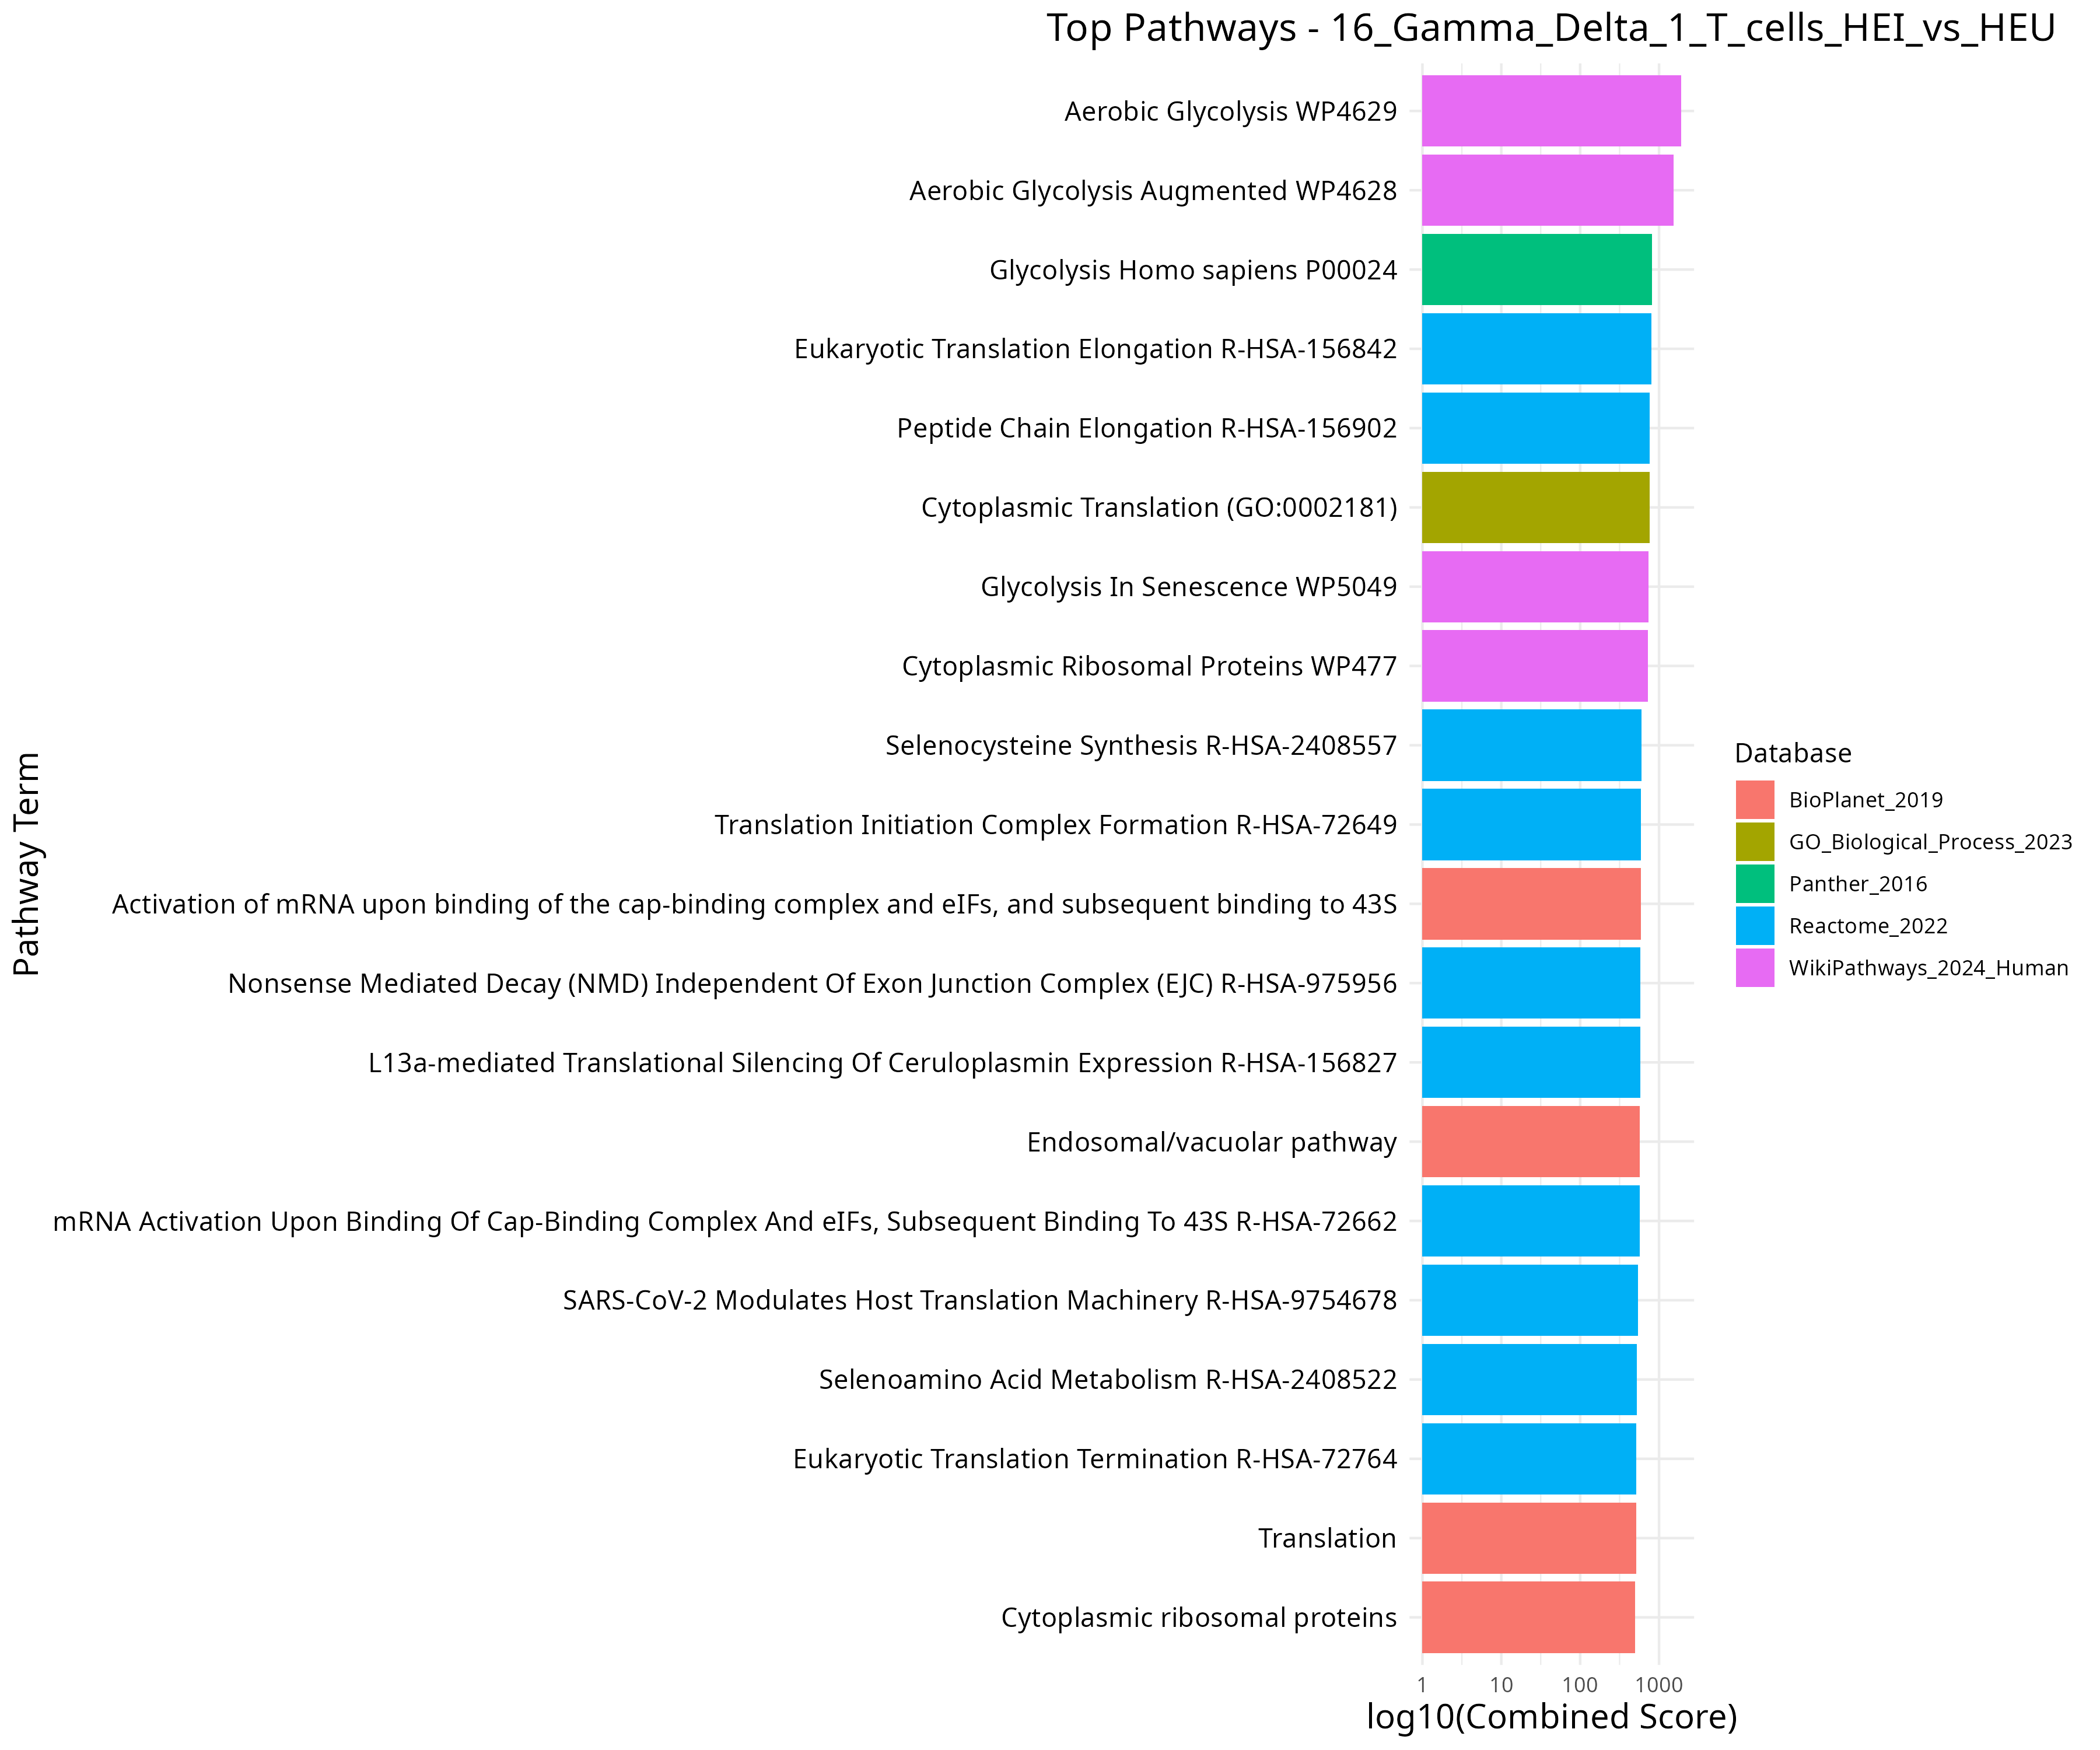 Top Pathways - 16_Gamma_Delta_1_T_cells_HEI_vs_HEU
Pathway Term
Aerobic Glycolysis WP4629
Aerobic Glycolysis Augmented WP4628
Glycolysis Homo sapiens P00024
Eukaryotic Translation Elongation R-HSA-156842
Peptide Chain Elongation R-HSA-156902
Cytoplasmic Translation (GO:0002181)
Glycolysis In Senescence WP5049
Cytoplasmic Ribosomal Proteins WP477
Selenocysteine Synthesis R-HSA-2408557
Translation Initiation Complex Formation R-HSA-72649
Activation of mRNA upon binding of the cap-binding complex and eIFs, and subsequent binding to 43S
Nonsense Mediated Decay (NMD) Independent Of Exon Junction Complex (EJC) R-HSA-975956
L13a-mediated Translational Silencing Of Ceruloplasmin Expression R-HSA-156827
Endosomal/vacuolar pathway
mRNA Activation Upon Binding Of Cap-Binding Complex And eIFs, Subsequent Binding To 43S R-HSA-72662
SARS-CoV-2 Modulates Host Translation Machinery R-HSA-9754678
Selenoamino Acid Metabolism R-HSA-2408522
Eukaryotic Translation Termination R-HSA-72764
Translation
Cytoplasmic ribosomal proteins
1 10 100 1000
log10(Combined Score)
Database
BioPlanet_2019
GO_Biological_Process_2023
Panther_2016
Reactome_2022
WikiPathways_2024_Human